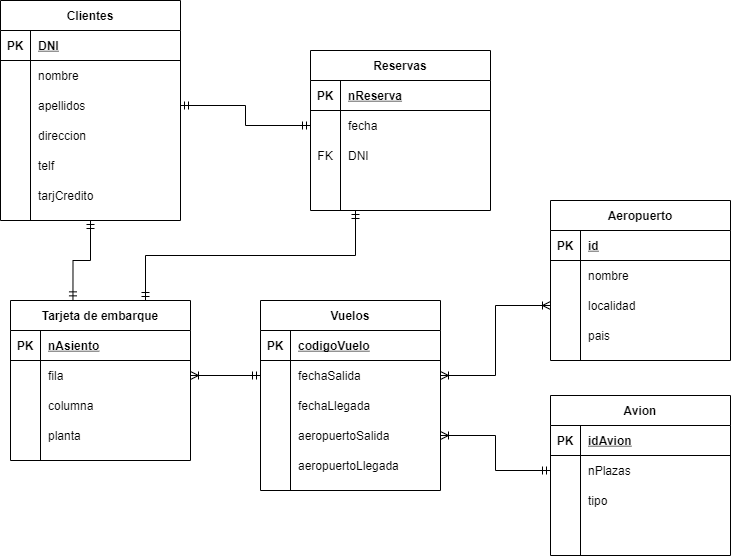 Clientes
PK DNI
nombre
apellidos
direccion
telf
tarjCredito
Reservas
PK nReserva
fecha
FK DNI
Tarjeta de embarque
PK nAsiento
fila
columna
planta
Vuelos
PK codigoVuelo
fechaSalida
fechaLlegada
aeropuertoSalida
aeropuertoLlegada
Aeropuerto
PK id
nombre
localidad
pais
Avion
PK idAvion
nPlazas
tipo